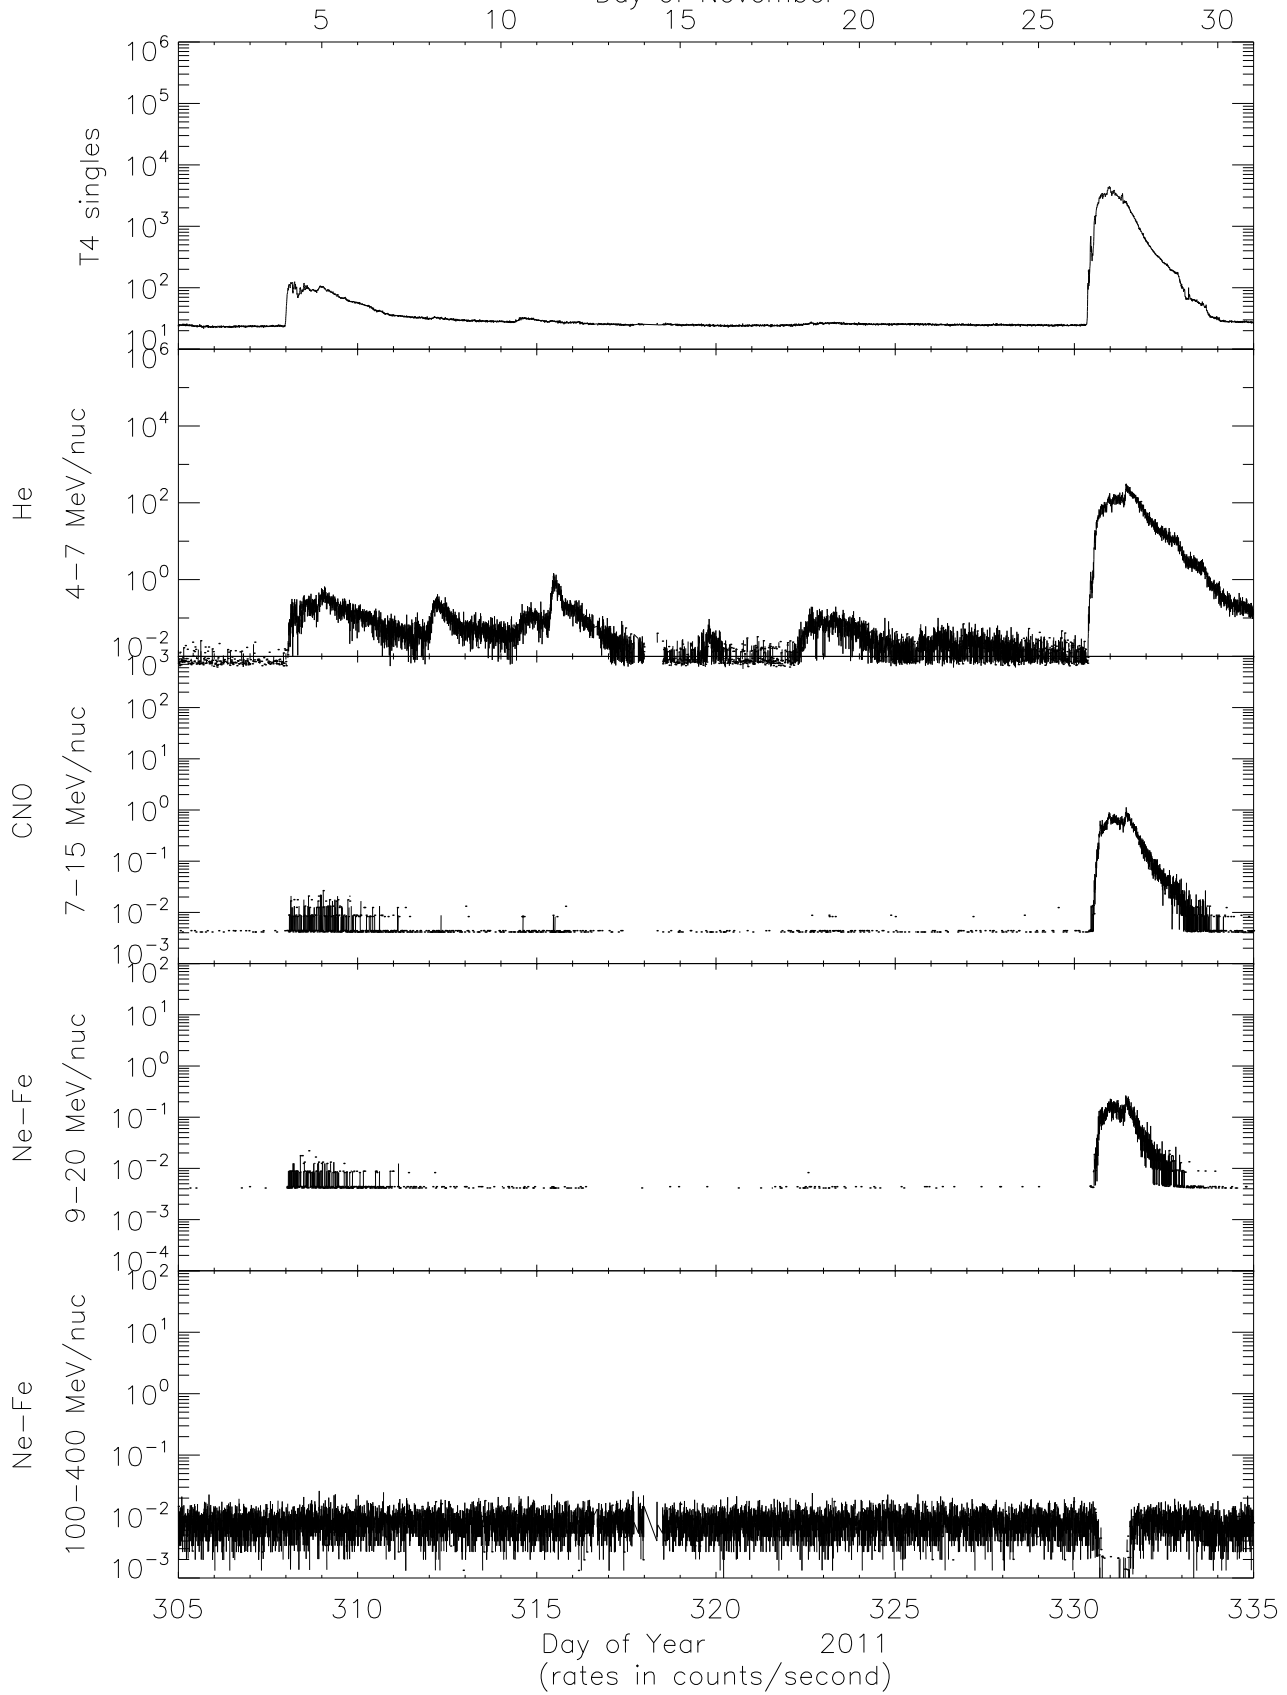 Day of November
5 10 15 20 25 30
T4 singles
10^6
10^5
10^4
10^3
10^2
10^1
He
4-7 MeV/nuc
10^6
10^4
10^2
10^0
10^-2
CNO
7-15 MeV/nuc
10^3
10^2
10^1
10^0
10^-1
10^-2
10^-3
Ne-Fe
9-20 MeV/nuc
10^2
10^1
10^0
10^-1
10^-2
10^-3
10^-4
Ne-Fe
100-400 MeV/nuc
10^2
10^1
10^0
10^-1
10^-2
10^-3
305 310 315 320 325 330 335
Day of Year 2011
(rates in counts/second)